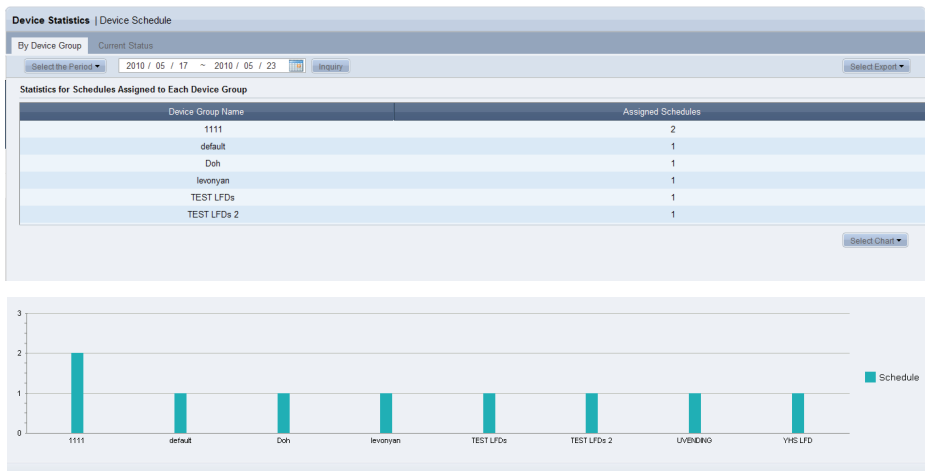 Device Statistics | Device Schedule
By Device Group Current Status
Select the Period 2010 / 05 / 17 ~ 2010 / 05 / 23 Inquiry Select Export
Statistics for Schedules Assigned to Each Device Group
Device Group Name Assigned Schedules
1111 2
default 1
Doh 1
levonyan 1
TEST LFDs 1
TEST LFDs 2 1
Select Chart
3
2
Schedule
1
0
1111 default Doh levonyan TEST LFDs TEST LFDs 2 UVENDING YHS LFD